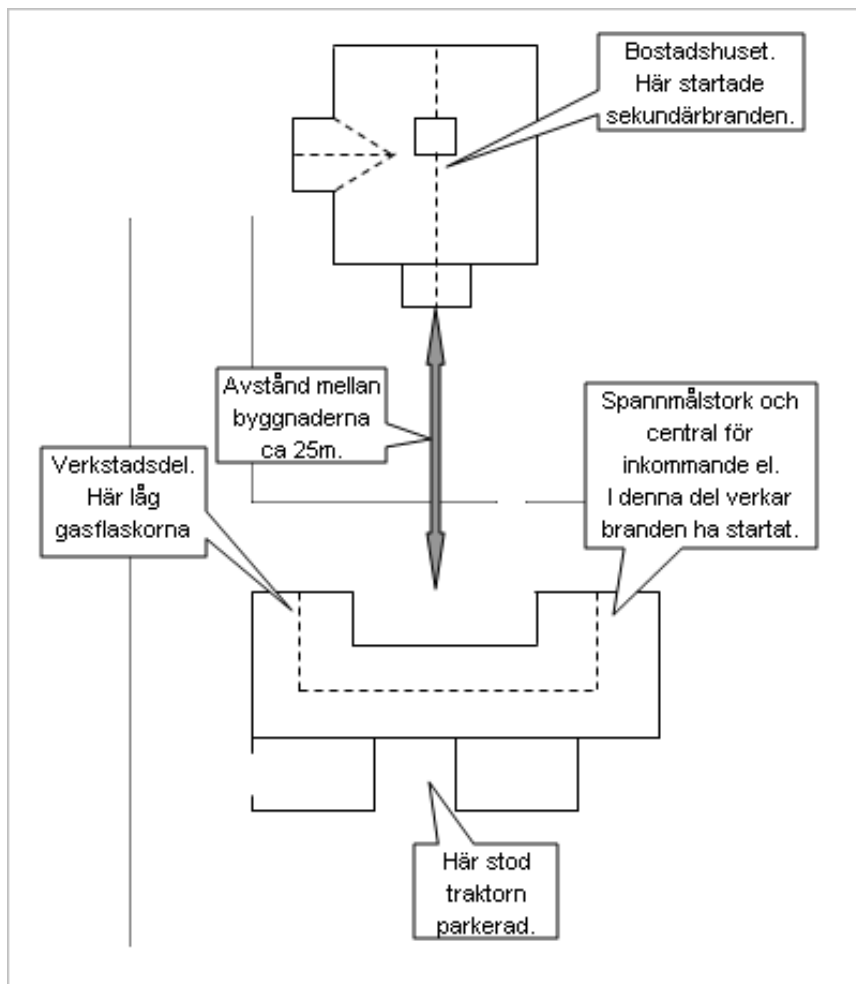 Bostadshuset.
Här startade
sekundärbranden.
Avstånd mellan
byggnaderna
ca 25m.
Spannmålstork och
central för
inkommande el.
I denna del verkar
branden ha startat.
Verkstadsdel.
Här låg
gasflaskorna
Här stod
traktorn
parkerad.